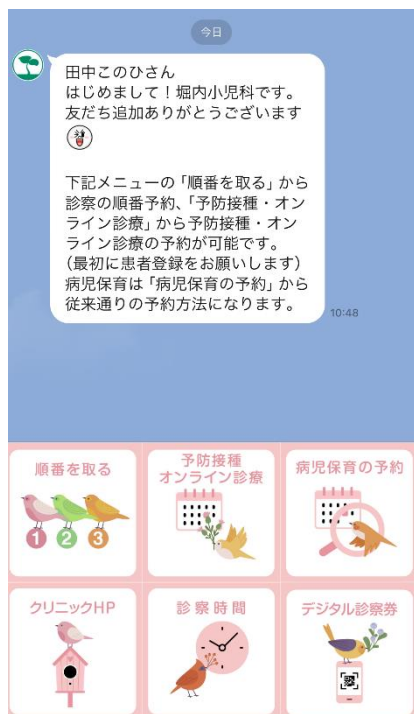 今日
田中このひさん
はじめまして！堀内小児科です。
友だち追加ありがとうございます
下記メニューの「順番を取る」から
診察の順番予約、「予防接種・オン
ライン診療」から予防接種・オン
ライン診療の予約が可能です。
（最初に患者登録をお願いします）
病児保育は「病児保育の予約」から
従来通りの予約方法になります。
10:48
順番を取る
1 2 3
予防接種
オンライン診療
病児保育の予約
クリニックHP
診察時間
デジタル診察券